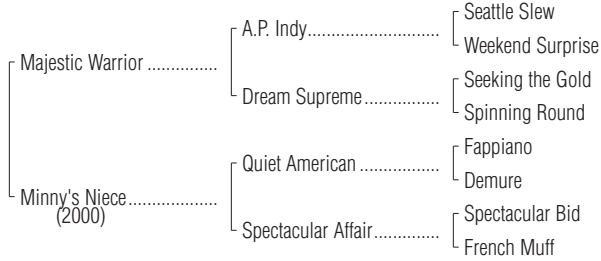 Seattle Slew
A.P. Indy..............................
Weekend Surprise
Majestic Warrior ................
Seeking the Gold
Dream Supreme.................
Spinning Round
Fappiano
Quiet American ..................
Demure
Minny's Niece.....................
(2000)
Spectacular Bid
Spectacular Affair...............
French Muff